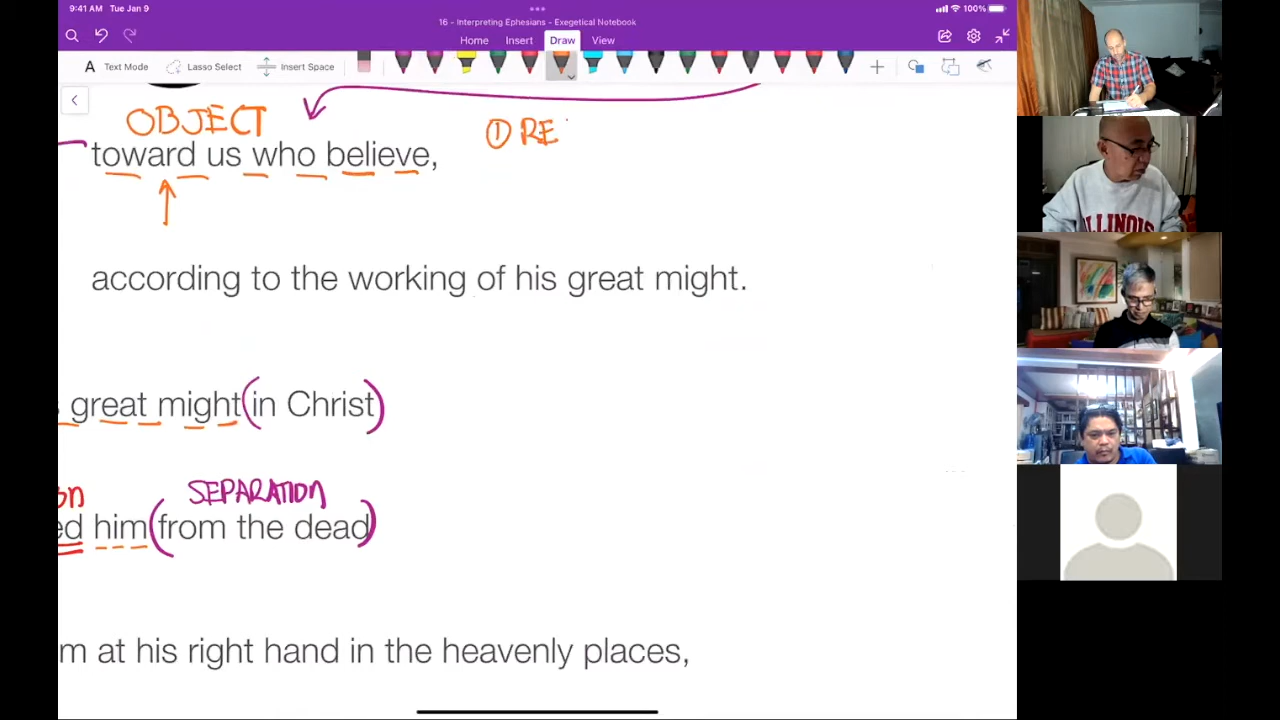 9:41 AM Tue Jan 9
100%
16 - Interpreting Ephesians - Exegetical Notebook
Home Insert Draw View
A Text Mode Lasso Select Insert Space
OBJECT
① RE
toward us who believe,
according to the working of his great might.
great might (in Christ)
SEPARATION
him (from the dead)
at his right hand in the heavenly places,
ILLINOIS